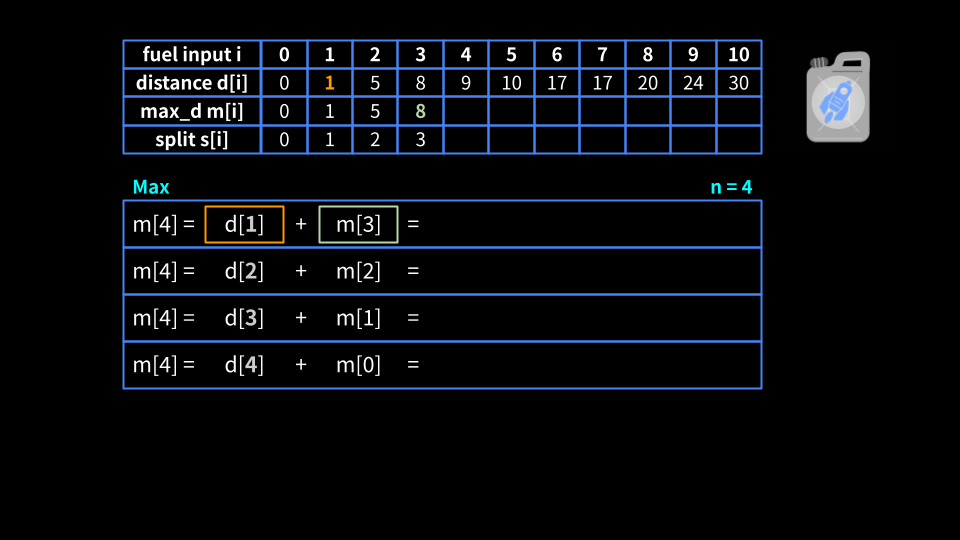 fuel input i 0 1 2 3 4 5 6 7 8 9 10
distance d[i] 0 1 5 8 9 10 17 17 20 24 30
max_d m[i] 0 1 5 8
split s[i] 0 1 2 3
Max n = 4
m[4] = d[1] + m[3] =
m[4] = d[2] + m[2] =
m[4] = d[3] + m[1] =
m[4] = d[4] + m[0] =